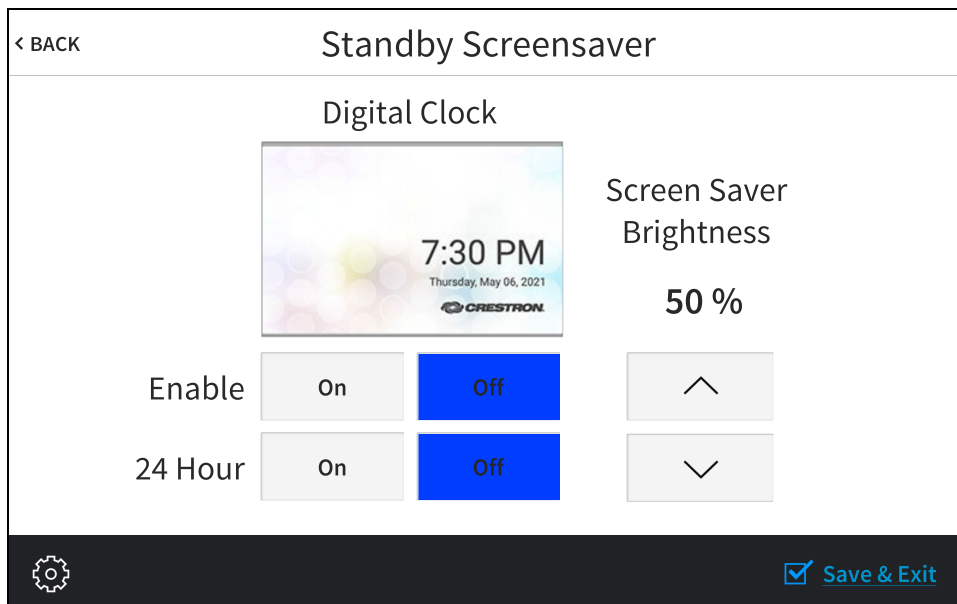 < BACK
Standby Screensaver
Digital Clock
7:30 PM
Thursday, May 06, 2021
CRESTRON
Screen Saver
Brightness
50 %
Enable
On
Off
24 Hour
On
Off
Save & Exit